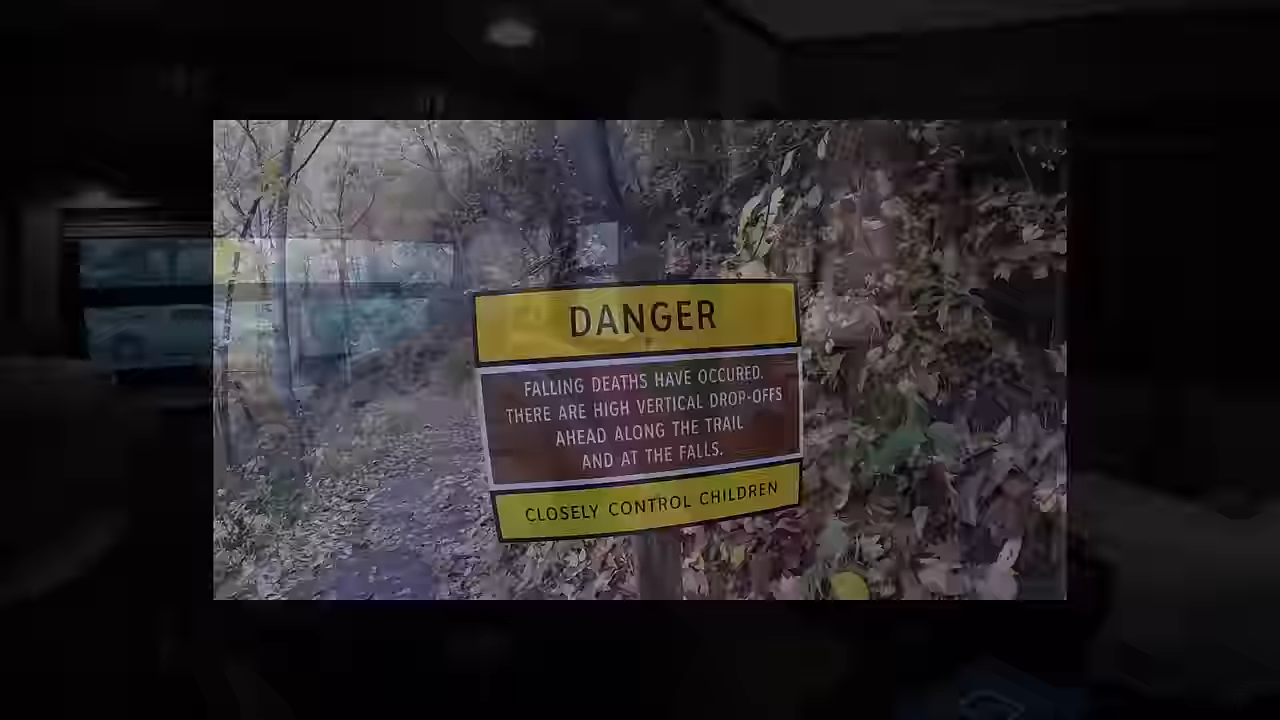 DANGER
FALLING DEATHS HAVE OCCURED.
THERE ARE HIGH VERTICAL DROP-OFFS
AHEAD ALONG THE TRAIL
AND AT THE FALLS.
CLOSELY CONTROL CHILDREN